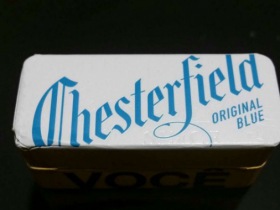 Chesterfield
ORIGINAL
BLUE
VOCÊ